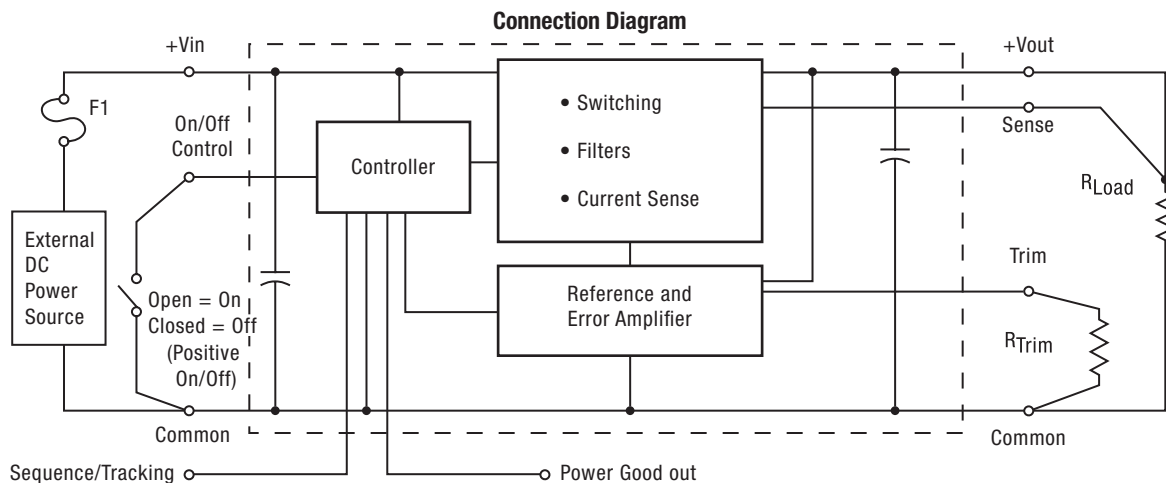 Connection Diagram
+Vin
+Vout
F1
On/Off
Control
Controller
• Switching
• Filters
• Current Sense
Sense
RLoad
External
DC
Power
Source
Open = On
Closed = Off
(Positive
On/Off)
Reference and
Error Amplifier
Trim
RTrim
Common
Common
Sequence/Tracking
Power Good out